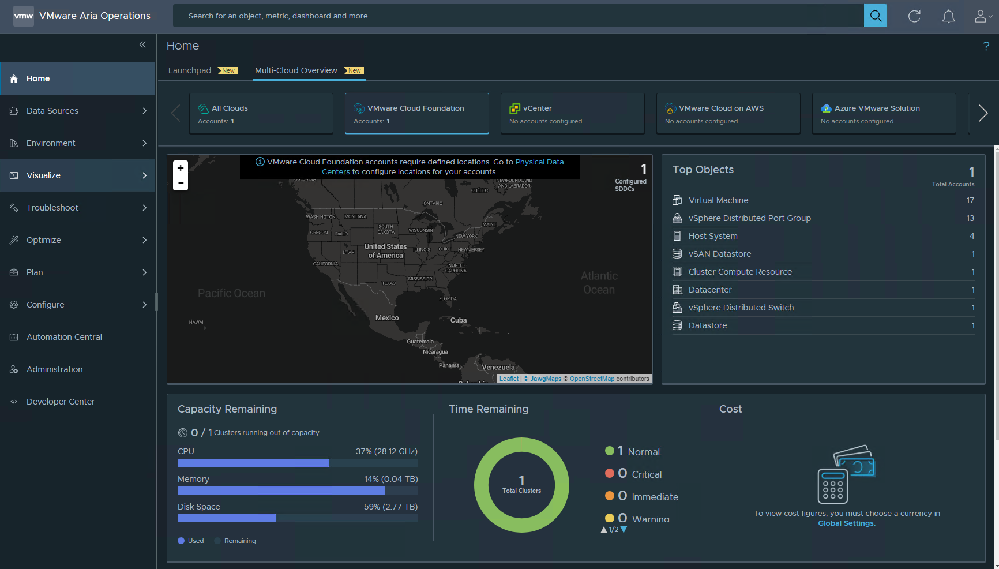 vmw VMware Aria Operations
Search for an object, metric, dashboard and more...
Home
Data Sources
Environment
Visualize
Troubleshoot
Optimize
Plan
Configure
Automation Central
Administration
Developer Center
Home
?
Launchpad New
Multi-Cloud Overview New
All Clouds
Accounts: 1
VMware Cloud Foundation
Accounts: 1
vCenter
No accounts configured
VMware Cloud on AWS
No accounts configured
Azure VMware Solution
No accounts configured
+
−
VMware Cloud Foundation accounts require defined locations. Go to Physical Data
Centers to configure locations for your accounts.
1
Configured
SDDCs
COLUMBIA
NEWFOUNDLAND
AND LABRADOR
QUÉBEC
ONTARIO
WASHINGTON
MONTANA
MAINE
OREGON
IDAHO
SOUTH
DAKOTA
WISCONSIN
NEW YORK
UTAH
United States
of America
ILLINOIS
OHIO
NEW JERSEY
CALIFORNIA
NORTH
CAROLINA
TEXAS
MISSISSIPPI
Atlantic
Ocean
Pacific Ocean
FLORIDA
HAWAII
Mexico
Cuba
Guatemala
Nicaragua
Panama
Venezuela
Colombia
Leaflet | © JawgMaps © OpenStreetMap contributors
Top Objects
1
Total Accounts
Virtual Machine 17
vSphere Distributed Port Group 13
Host System 4
vSAN Datastore 1
Cluster Compute Resource 1
Datacenter 1
vSphere Distributed Switch 1
Datastore 1
Capacity Remaining
0 / 1 Clusters running out of capacity
CPU 37% (28.12 GHz)
Memory 14% (0.04 TB)
Disk Space 59% (2.77 TB)
Used
Remaining
Time Remaining
1
Total Clusters
1 Normal
0 Critical
0 Immediate
0 Warning
1/2
Cost
To view cost figures, you must choose a currency in
Global Settings.